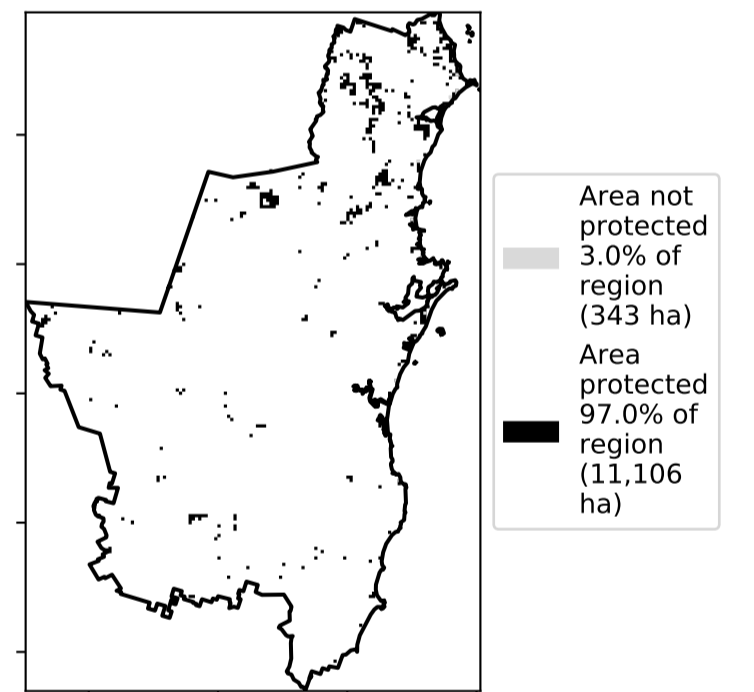 Area not
protected
3.0% of
region
(343 ha)
Area
protected
97.0% of
region
(11,106
ha)